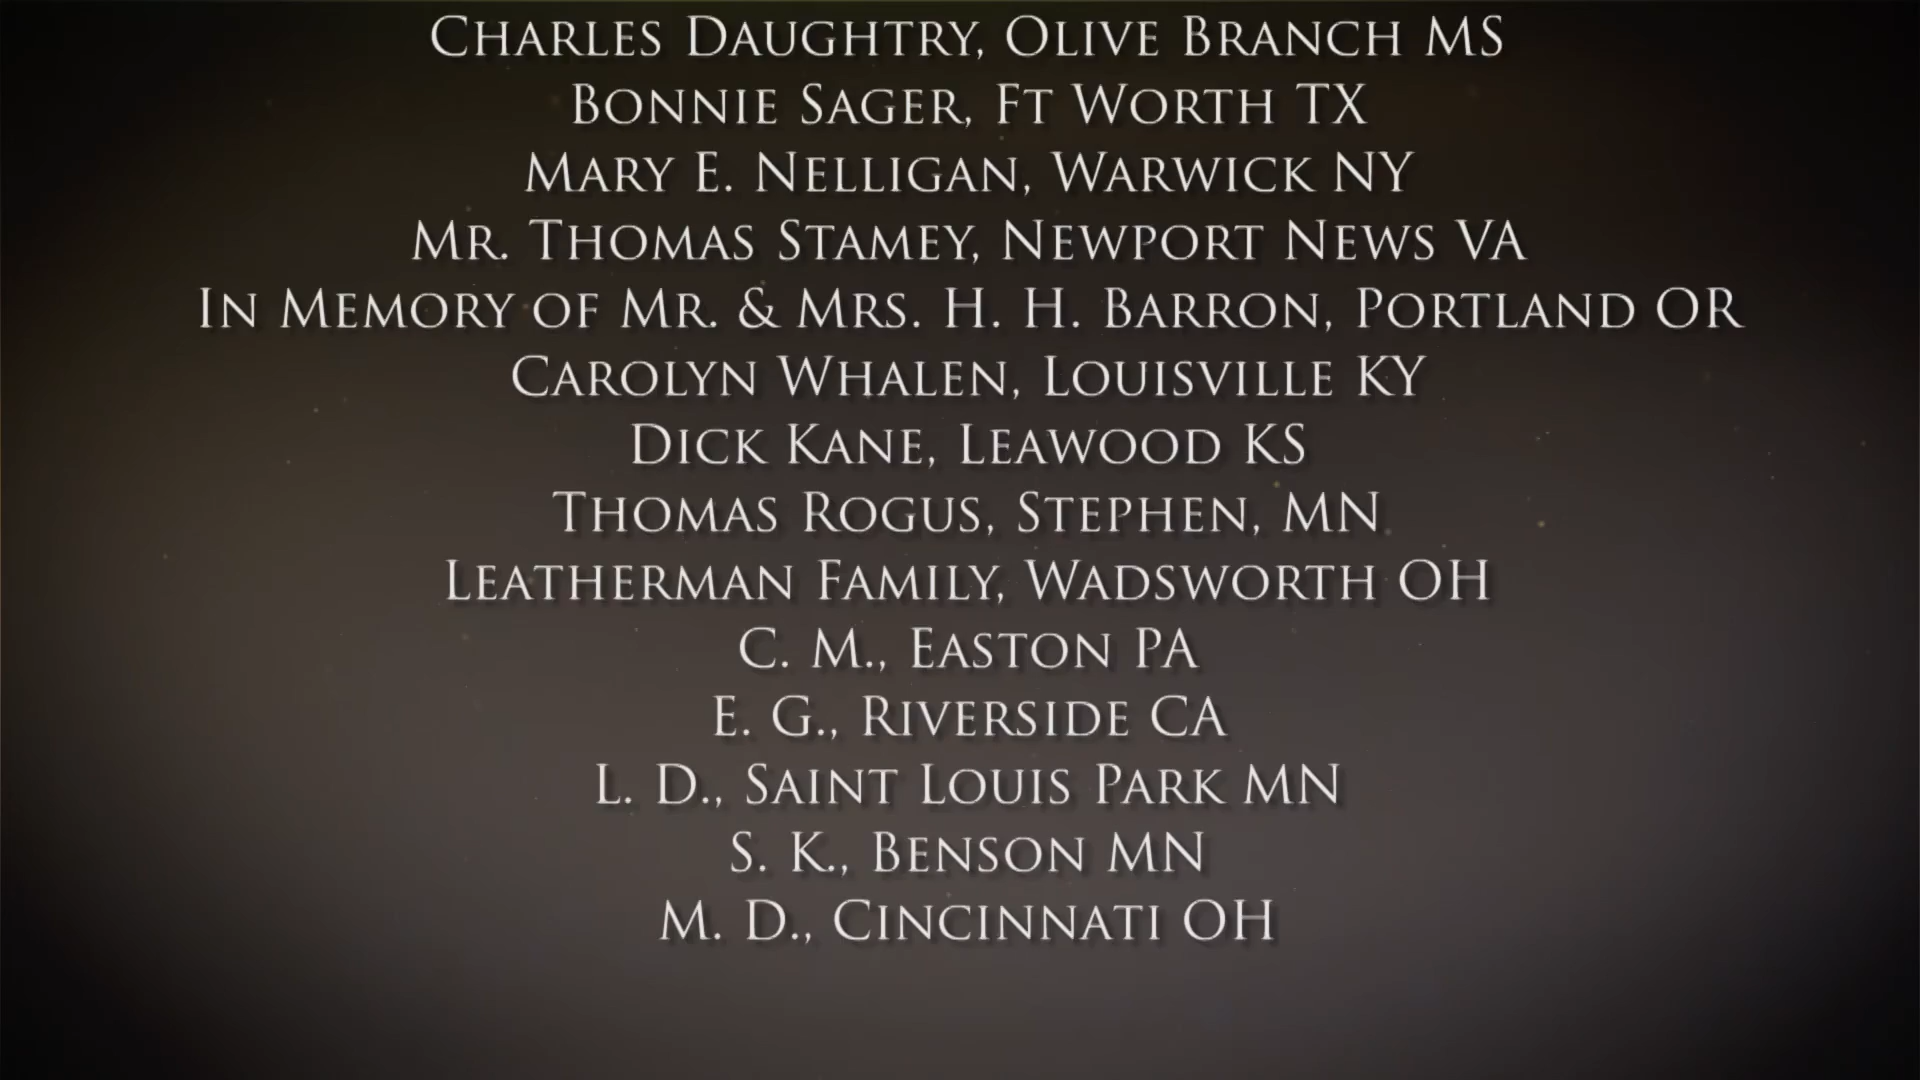 Charles Daughtry, Olive Branch MS
Bonnie Sager, Ft Worth TX
Mary E. Nelligan, Warwick NY
Mr. Thomas Stamey, Newport News VA
In Memory of Mr. & Mrs. H. H. Barron, Portland OR
Carolyn Whalen, Louisville KY
Dick Kane, Leawood KS
Thomas Rogus, Stephen, MN
Leatherman Family, Wadsworth OH
C. M., Easton PA
E. G., Riverside CA
L. D., Saint Louis Park MN
S. K., Benson MN
M. D., Cincinnati OH